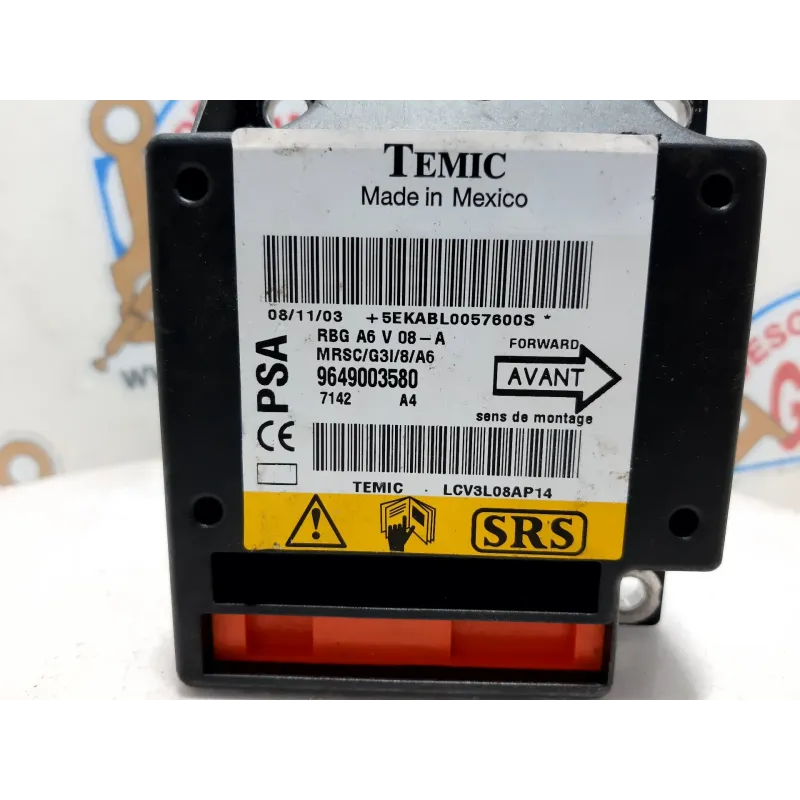 TEMIC
Made in Mexico
08/11/03 +5EKABL0057600S *
PSA
RBG A6 V 08-A
MRSC/G3I/8/A6
9649003580
7142 A4
FORWARD
AVANT
sens de montage
CE
TEMIC . LCV3L08AP14
SRS